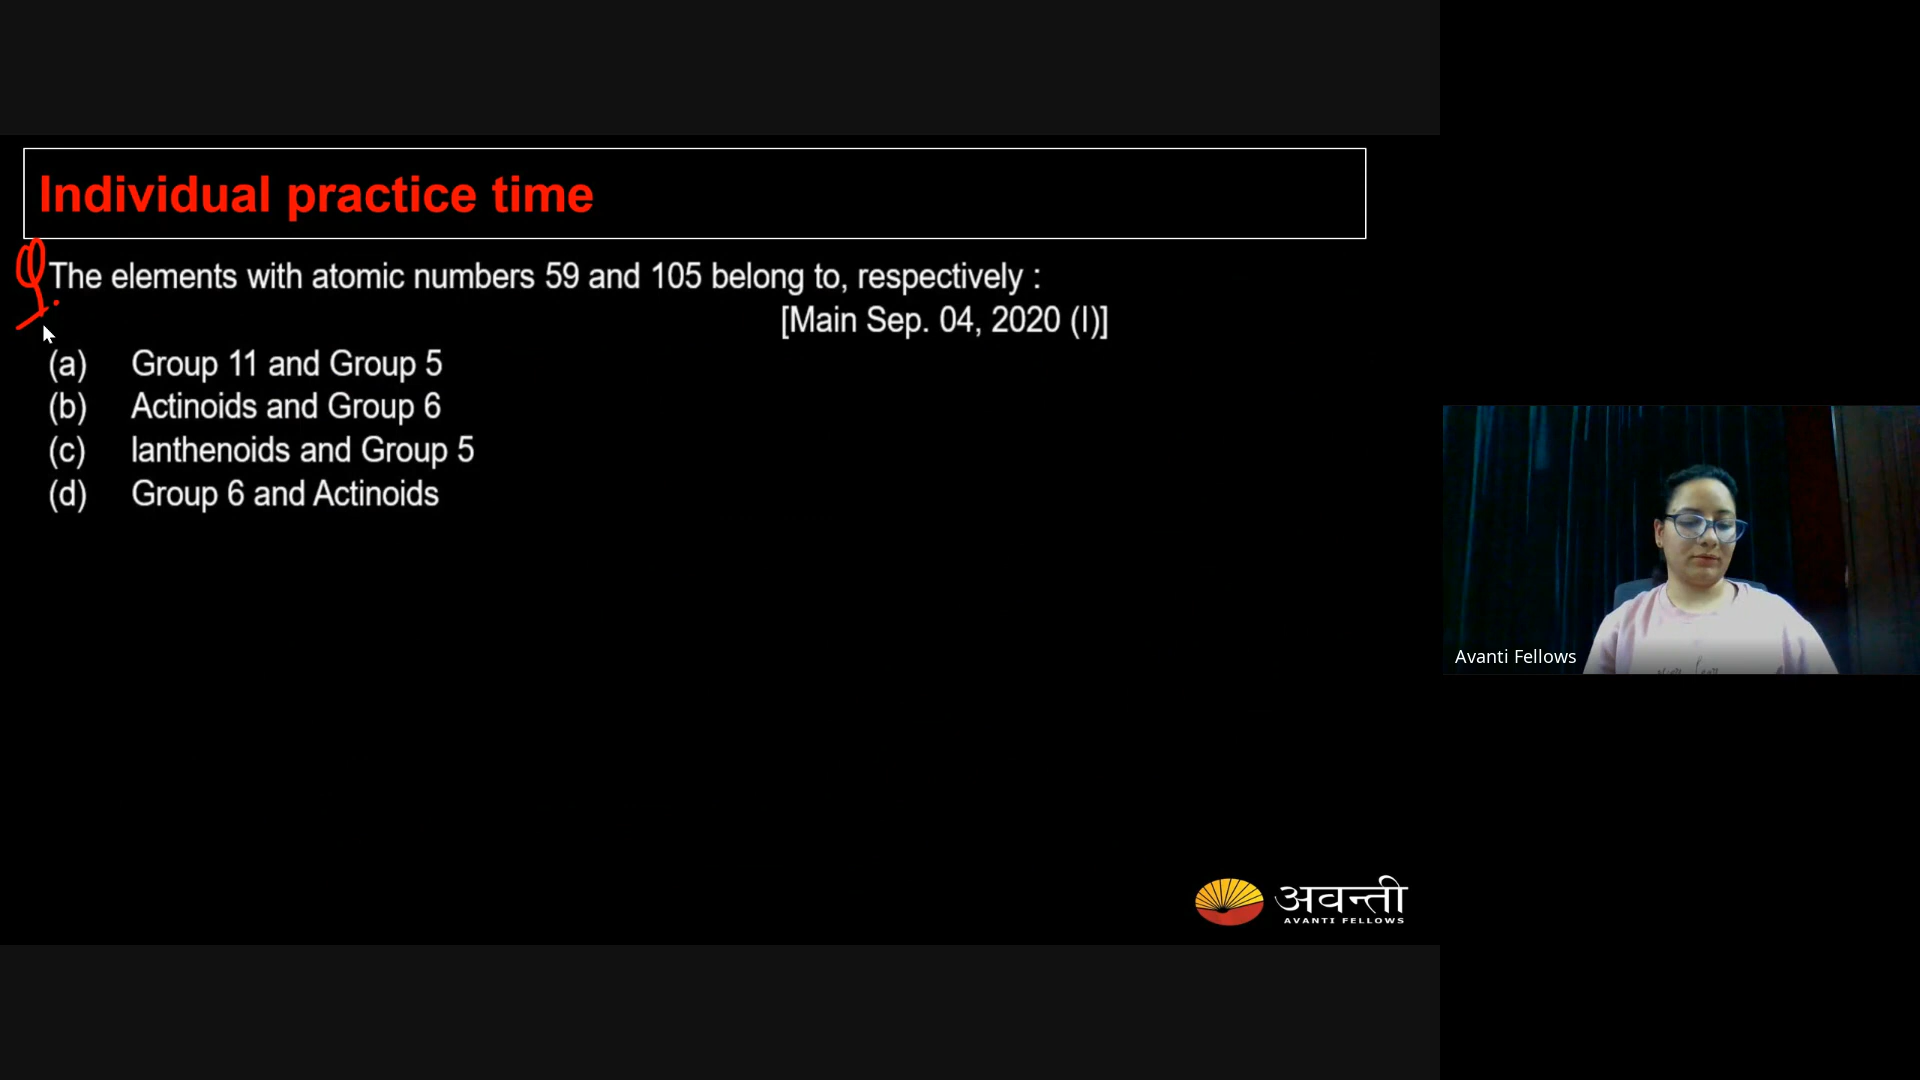 Individual practice time
Q.
The elements with atomic numbers 59 and 105 belong to, respectively :
[Main Sep. 04, 2020 (I)]
(a) Group 11 and Group 5
(b) Actinoids and Group 6
(c) lanthenoids and Group 5
(d) Group 6 and Actinoids
Avanti Fellows
अवन्ती
AVANTI FELLOWS